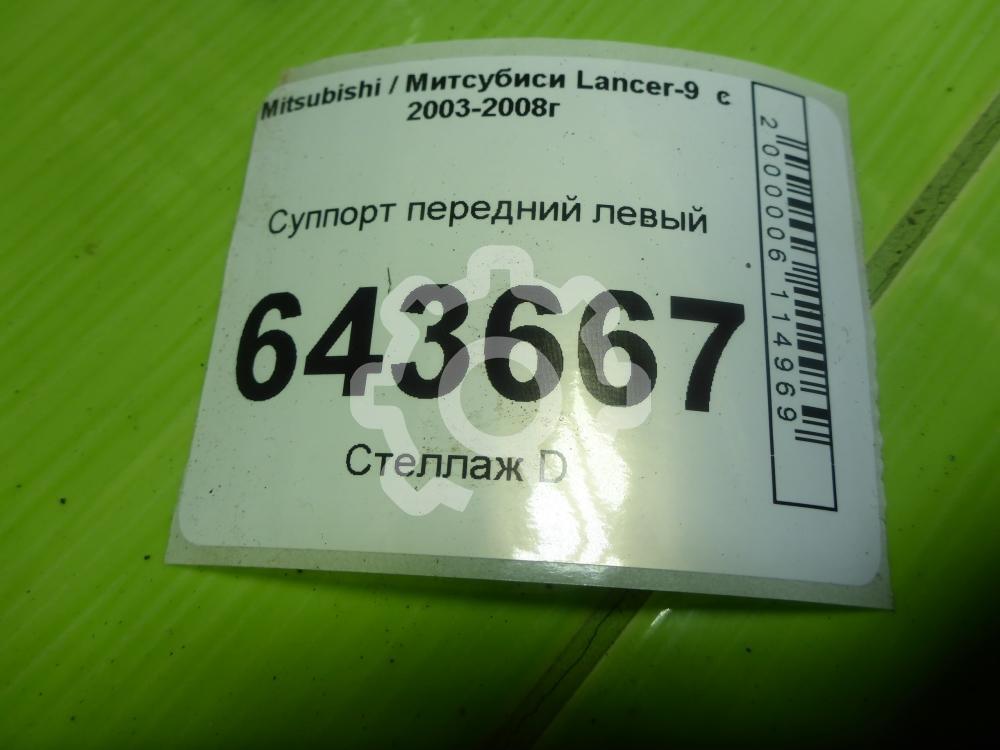 Mitsubishi / Митсубиси Lancer-9 с
2003-2008г
Суппорт передний левый
643667
Стеллаж D
2000006114969